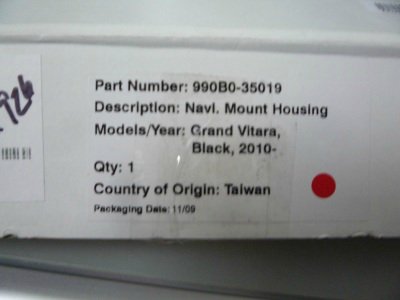 Part Number: 990B0-35019
Description: Navi. Mount Housing
Models/Year: Grand Vitara,
Black, 2010-
Qty: 1
Country of Origin: Taiwan
Packaging Date: 11/09